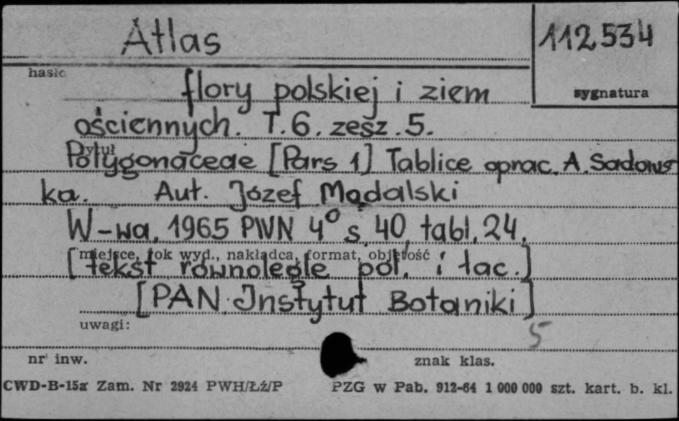 Atlas 112534
hasło
flory polskiej i ziem sygnatura
ościennych. T. 6. zesz. 5.
tytuł
Polygonaceae [Pars 1] Tablice oprac. A. Sadows
ka. Aut. Józef Mądalski
W-wa, 1965 PWN 4° s. 40 tabl. 24.
miejsce, rok wyd., nakładca, format, objętość
[tekst równolegle pol. i łac.]
[PAN. Instytut Botaniki]
uwagi: 5
nr inw. znak klas.
CWD-B-15z Zam. Nr 2924 PWH/Łż/P PZG w Pab. 912-64 1 000 000 szt. kart. b. kl.